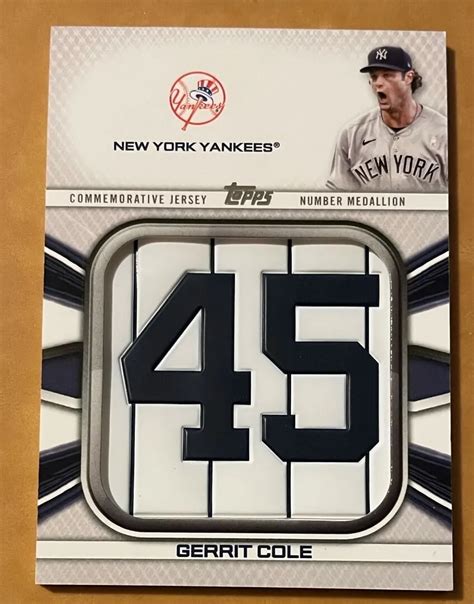 Yankees
NEW YORK YANKEES®
NY
NEW YORK
COMMEMORATIVE JERSEY
Topps
NUMBER MEDALLION
45
GERRIT COLE